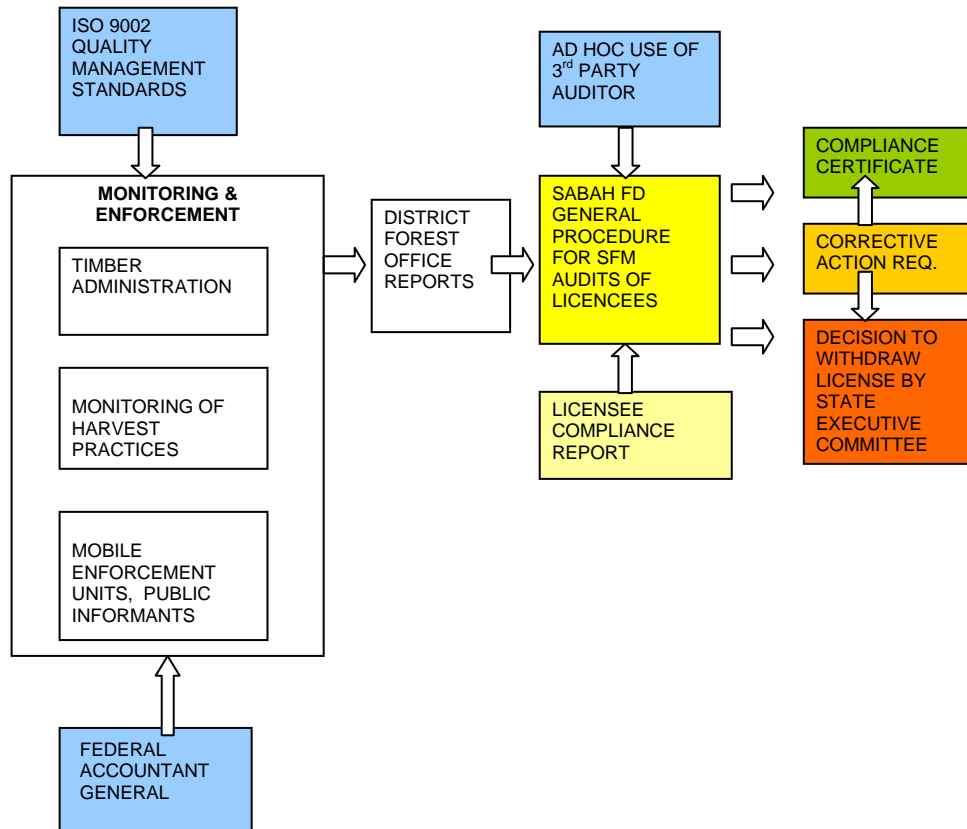 ISO 9002
QUALITY
MANAGEMENT
STANDARDS
AD HOC USE OF
3rd PARTY
AUDITOR
MONITORING &
ENFORCEMENT
TIMBER
ADMINISTRATION
MONITORING OF
HARVEST
PRACTICES
MOBILE
ENFORCEMENT
UNITS, PUBLIC
INFORMANTS
DISTRICT
FOREST
OFFICE
REPORTS
SABAH FD
GENERAL
PROCEDURE
FOR SFM
AUDITS OF
LICENCEES
LICENSEE
COMPLIANCE
REPORT
COMPLIANCE
CERTIFICATE
CORRECTIVE
ACTION REQ.
DECISION TO
WITHDRAW
LICENSE BY
STATE
EXECUTIVE
COMMITTEE
FEDERAL
ACCOUNTANT
GENERAL